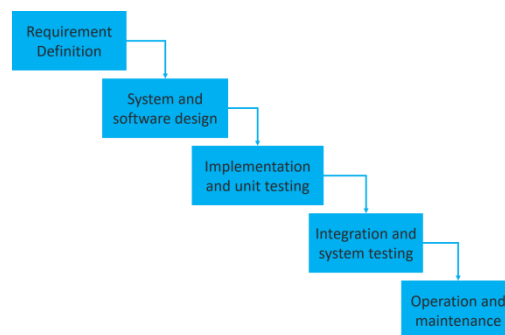 Requirement
Definition
System and
software design
Implementation
and unit testing
Integration and
system testing
Operation and
maintenance